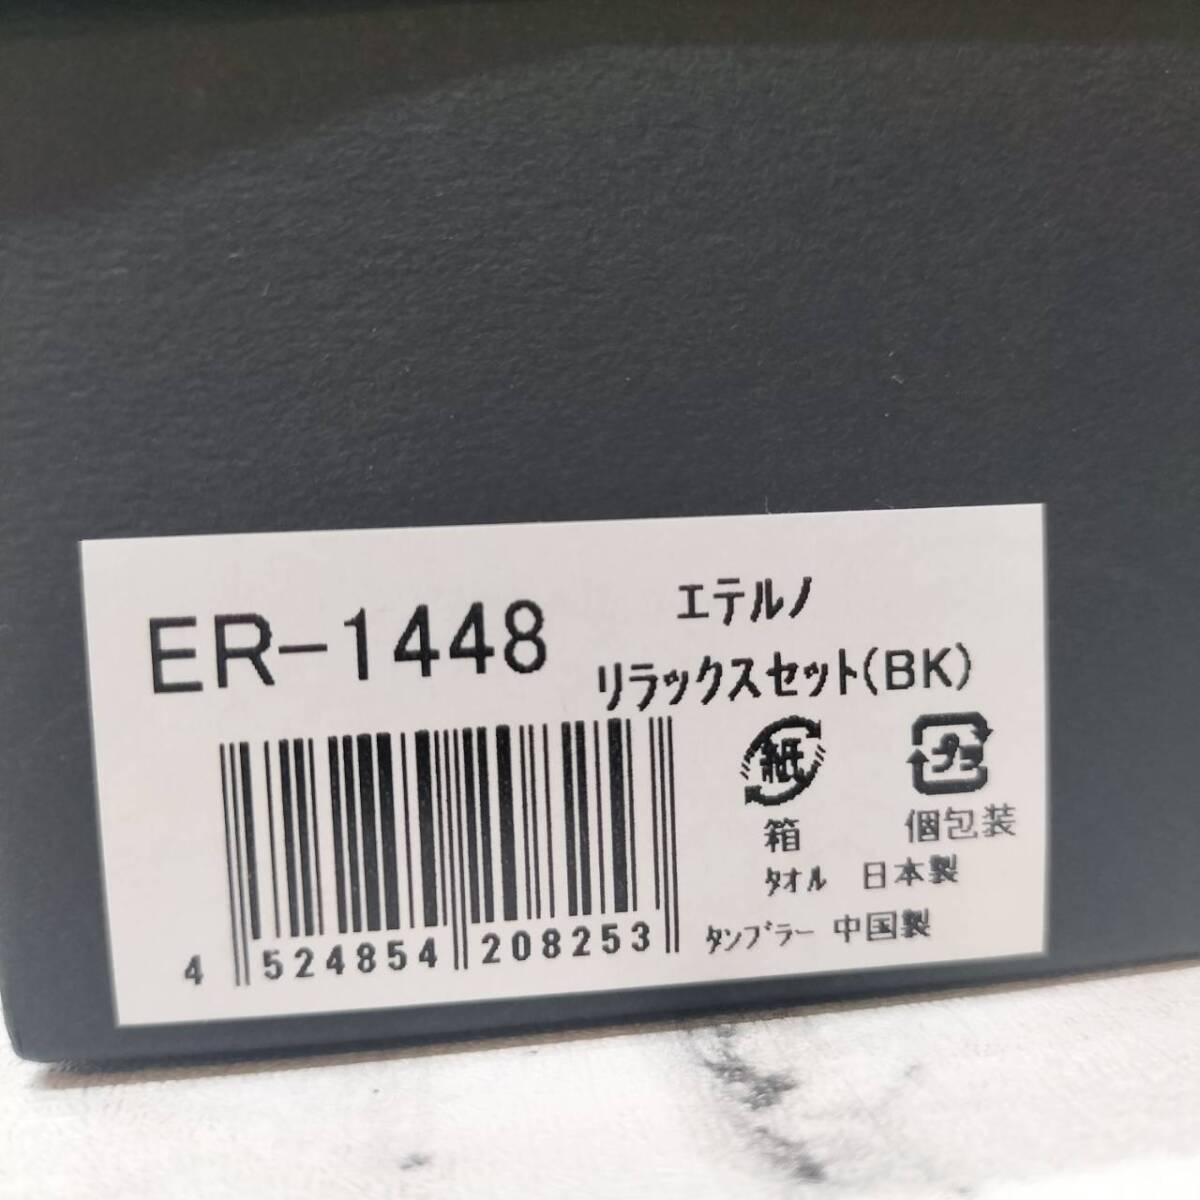 ER-1448
エテルノ
リラックスセット(BK)
紙
プラ
箱
個包装
タオル 日本製
タンブラー 中国製
4 524854 208253